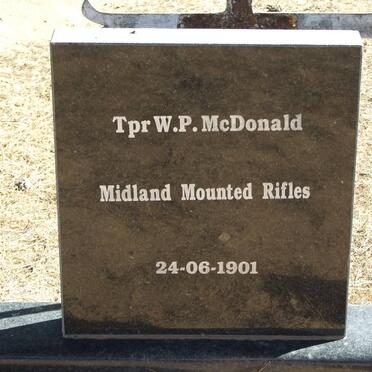 Tpr W.P. McDonald
Midland Mounted Rifles
24-06-1901